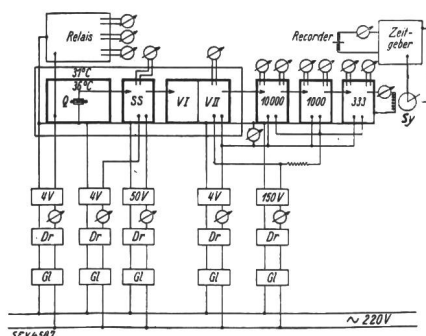 Relais
Recorder
Zeit-
geber
31°C
36°C
Q
SS
VI
VII
10000
1000
333
Sy
4V
4V
50V
4V
150V
Dr
Dr
Dr
Dr
Dr
Gl
Gl
Gl
Gl
Gl
~ 220V